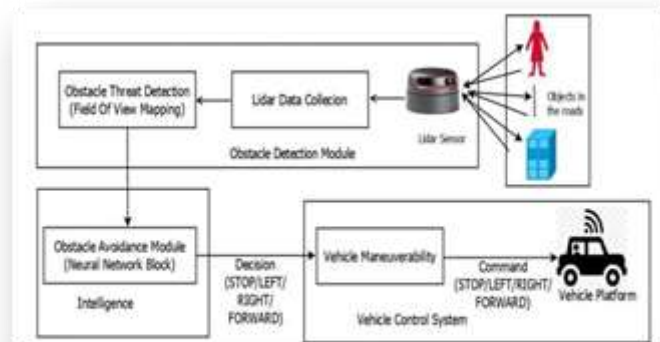 Obstacle Threat Detection
(Field Of View Mapping)
Lidar Data Collecion
Lidar Sensor
Objects in
the roads
Obstacle Detection Module
Obstacle Avoidance Module
(Neural Network Block)
Intelligence
Decision
(STOP/LEFT/
RIGHT/
FORWARD)
Vehicle Maneuverability
Command
(STOP/LEFT/RIGHT/
FORWARD)
Vehicle Platform
Vehicle Control System